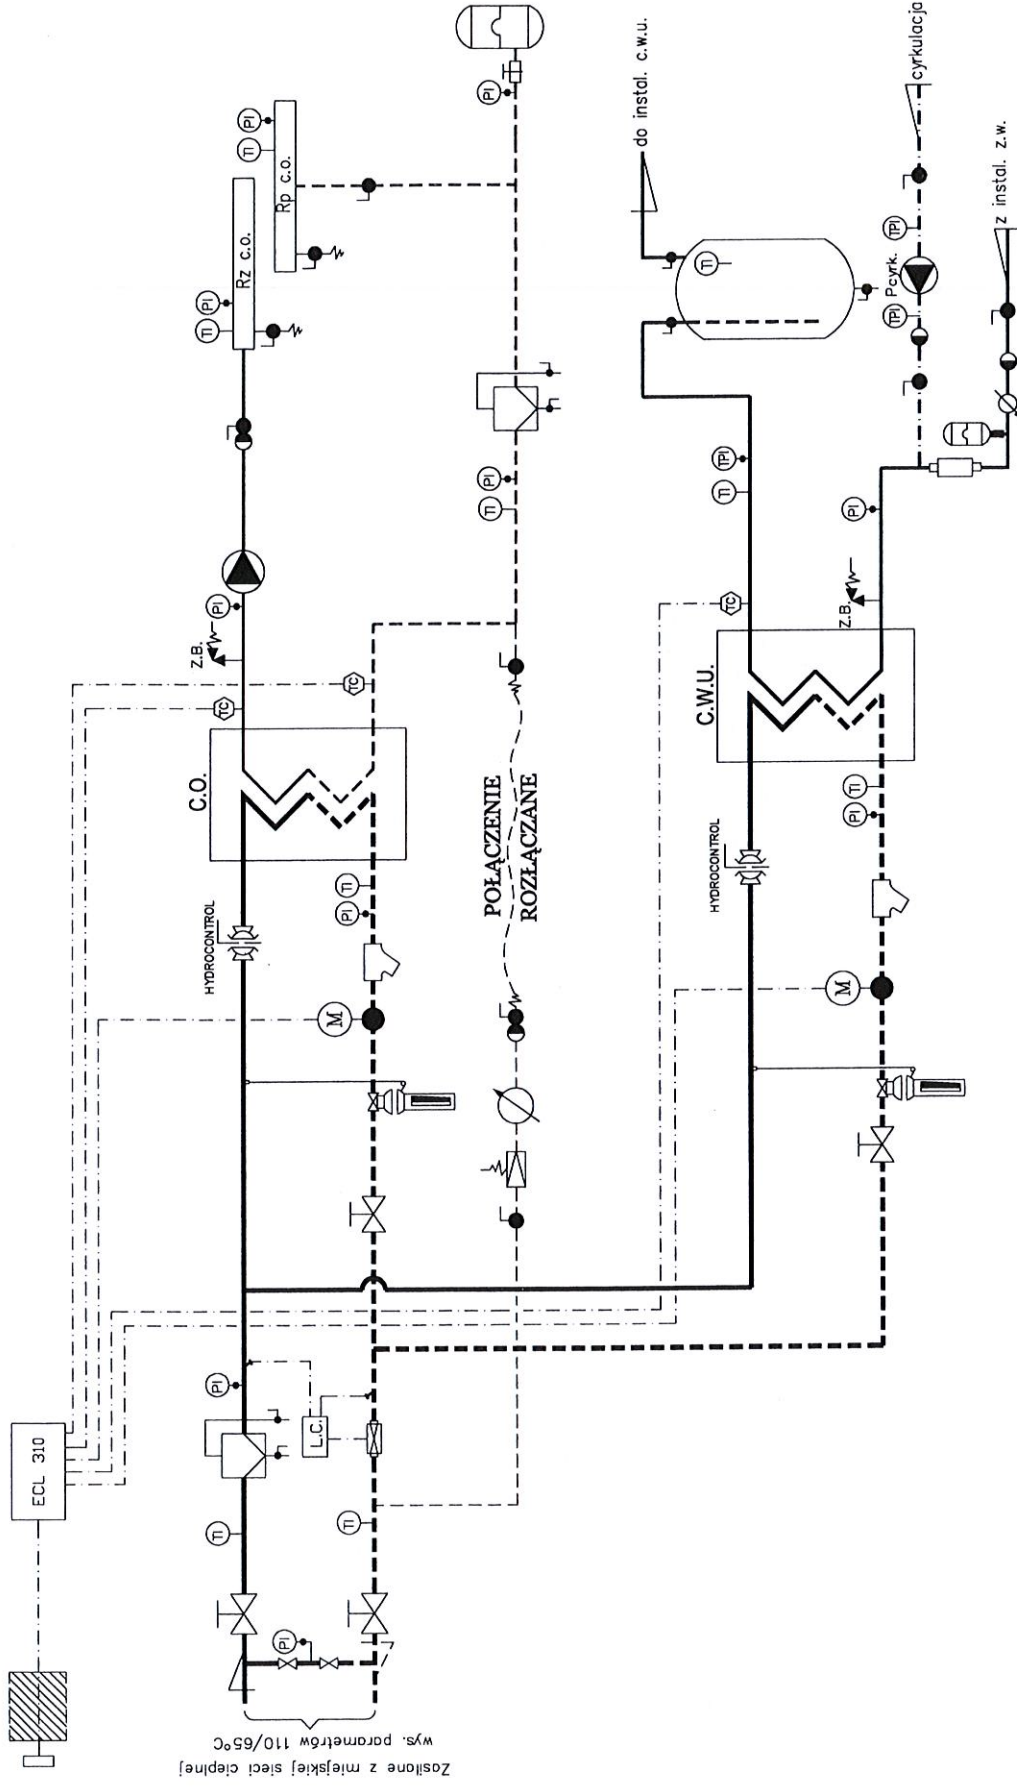 do instal. c.w.u.
cyrkulacja
z instal. z.w.
PI
PI
TI
Rp c.o.
PI
TI
Rz c.o.
TI
TPI
Pcyrk.
TPI
PI
TI
TPI
TI
PI
PI
Z.B.
TC
TC
TC
Z.B.
C.O.
C.W.U.
POŁĄCZENIE
ROZŁĄCZANE
TI
PI
TI
PI
HYDROCONTROL
HYDROCONTROL
M
M
PI
L.C.
ECL 310
TI
TI
PI
Zasilane z miejskiej sieci cieplnej
wys. parametrów 110/65°C